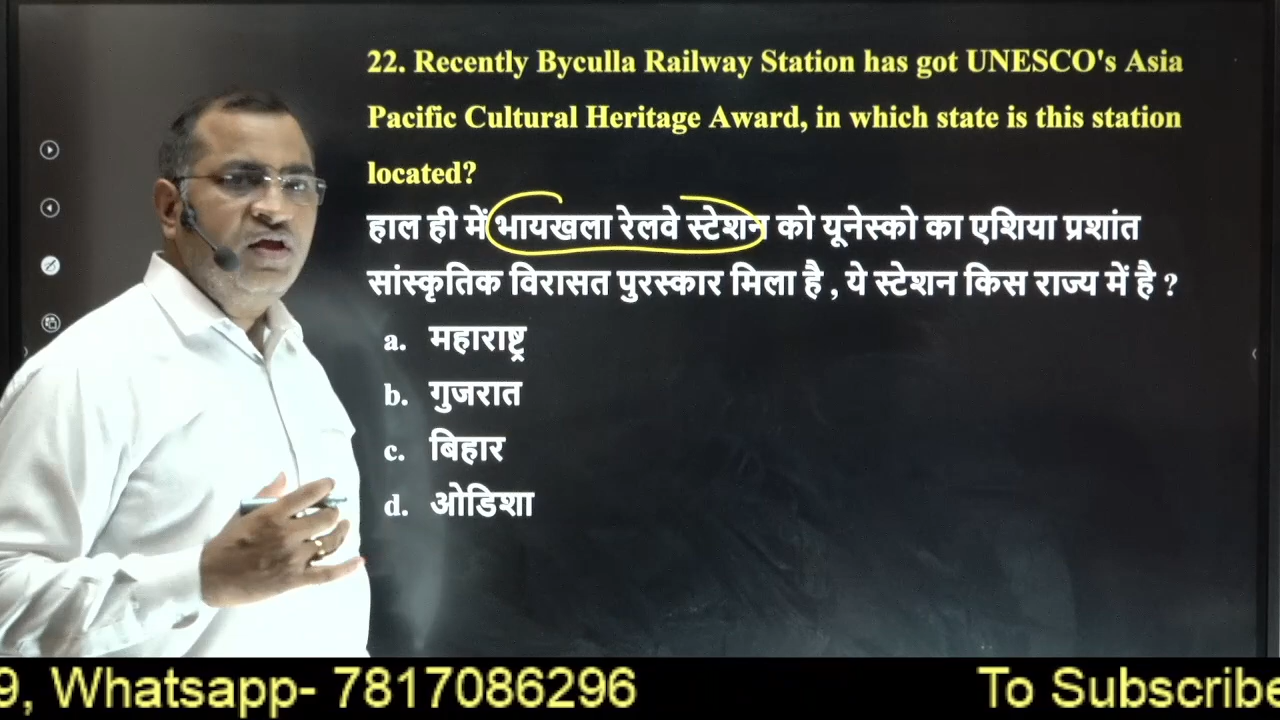 22. Recently Byculla Railway Station has got UNESCO's Asia
Pacific Cultural Heritage Award, in which state is this station
located?
हाल ही में भायखला रेलवे स्टेशन को यूनेस्को का एशिया प्रशांत
सांस्कृतिक विरासत पुरस्कार मिला है , ये स्टेशन किस राज्य में है ?
a. महाराष्ट्र
b. गुजरात
c. बिहार
d. ओडिशा
9, Whatsapp- 7817086296 To Subscribe